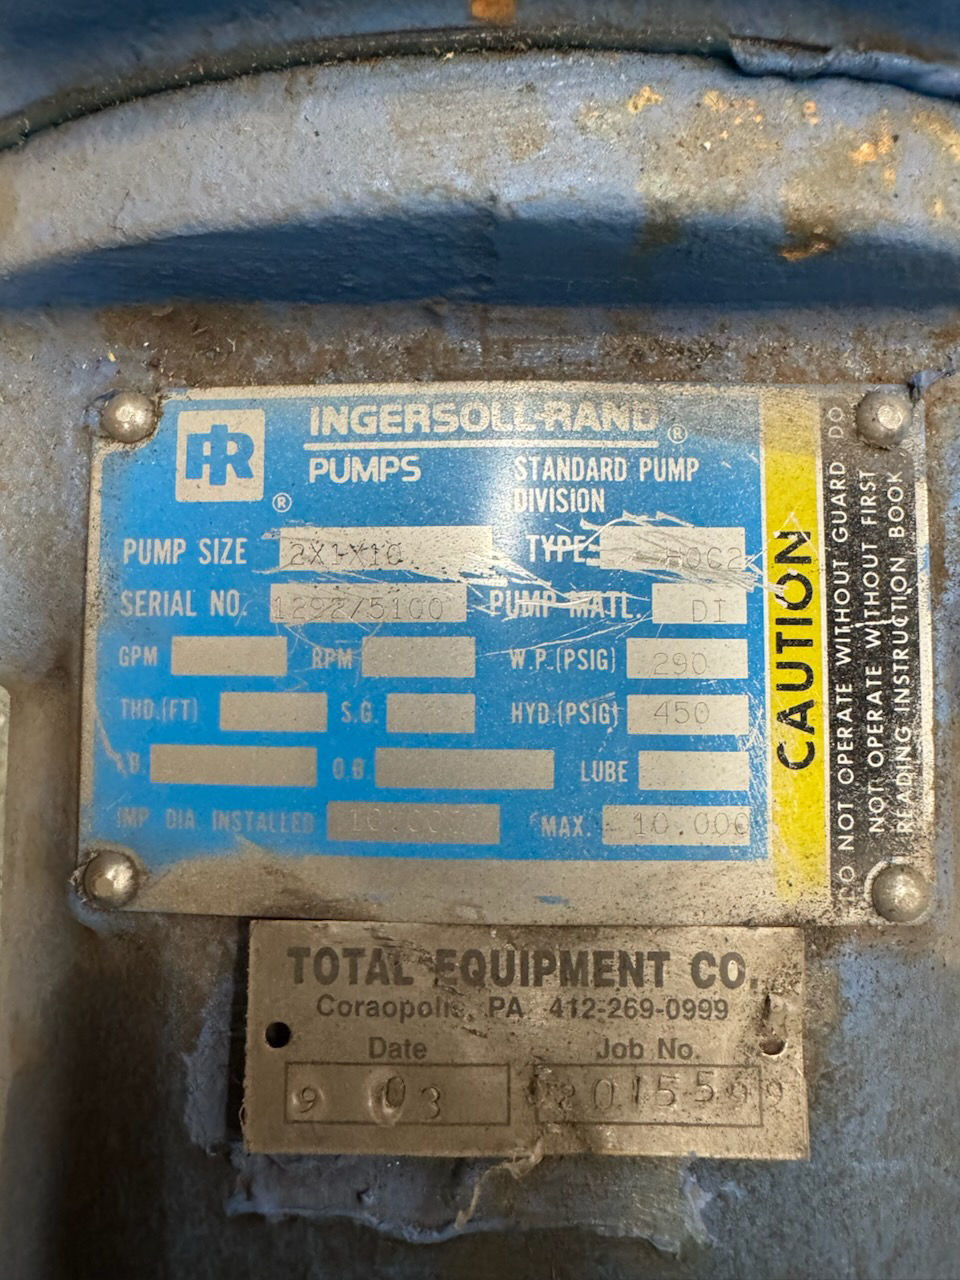 IR
®
INGERSOLL-RAND ®
PUMPS
STANDARD PUMP
DIVISION
PUMP SIZE 2X1X10
TYPE HOC2
SERIAL NO. PUMP MATL. DI
GPM RPM W.P.(PSIG) 290
THD.(FT) S.G. HYD.(PSIG) 450
I.B. O.B. LUBE
IMP. DIA. INSTALLED MAX. 10.000
CAUTION
DO NOT OPERATE WITHOUT GUARD DO
NOT OPERATE WITHOUT FIRST
READING INSTRUCTION BOOK
TOTAL EQUIPMENT CO.
Coraopolis, PA 412-269-0999
Date Job No.
9 03